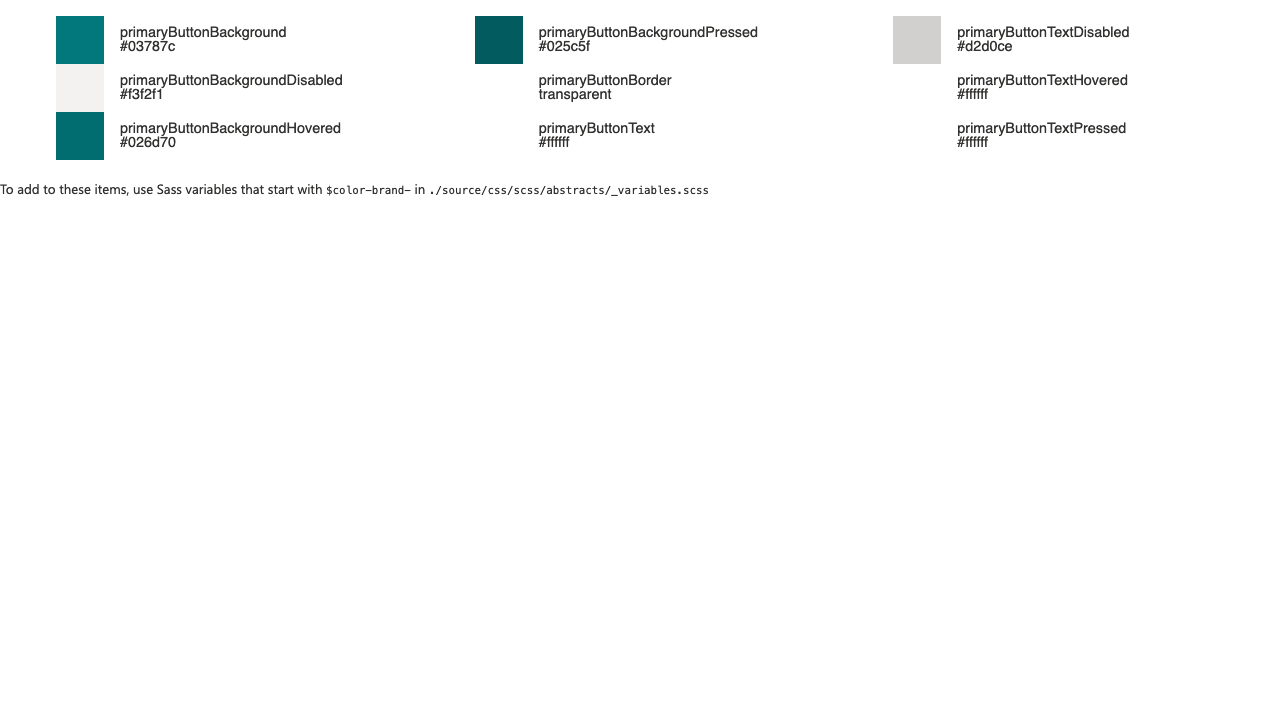 primaryButtonBackground
#03787c
primaryButtonBackgroundDisabled
#f3f2f1
primaryButtonBackgroundHovered
#026d70
primaryButtonBackgroundPressed
#025c5f
primaryButtonBorder
transparent
primaryButtonText
#ffffff
primaryButtonTextDisabled
#d2d0ce
primaryButtonTextHovered
#ffffff
primaryButtonTextPressed
#ffffff
To add to these items, use Sass variables that start with $color-brand- in ./source/css/scss/abstracts/_variables.scss